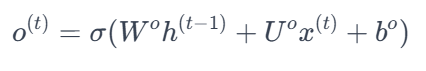 o^{(t)} = σ(W^o h^{(t-1)} + U^o x^{(t)} + b^o)